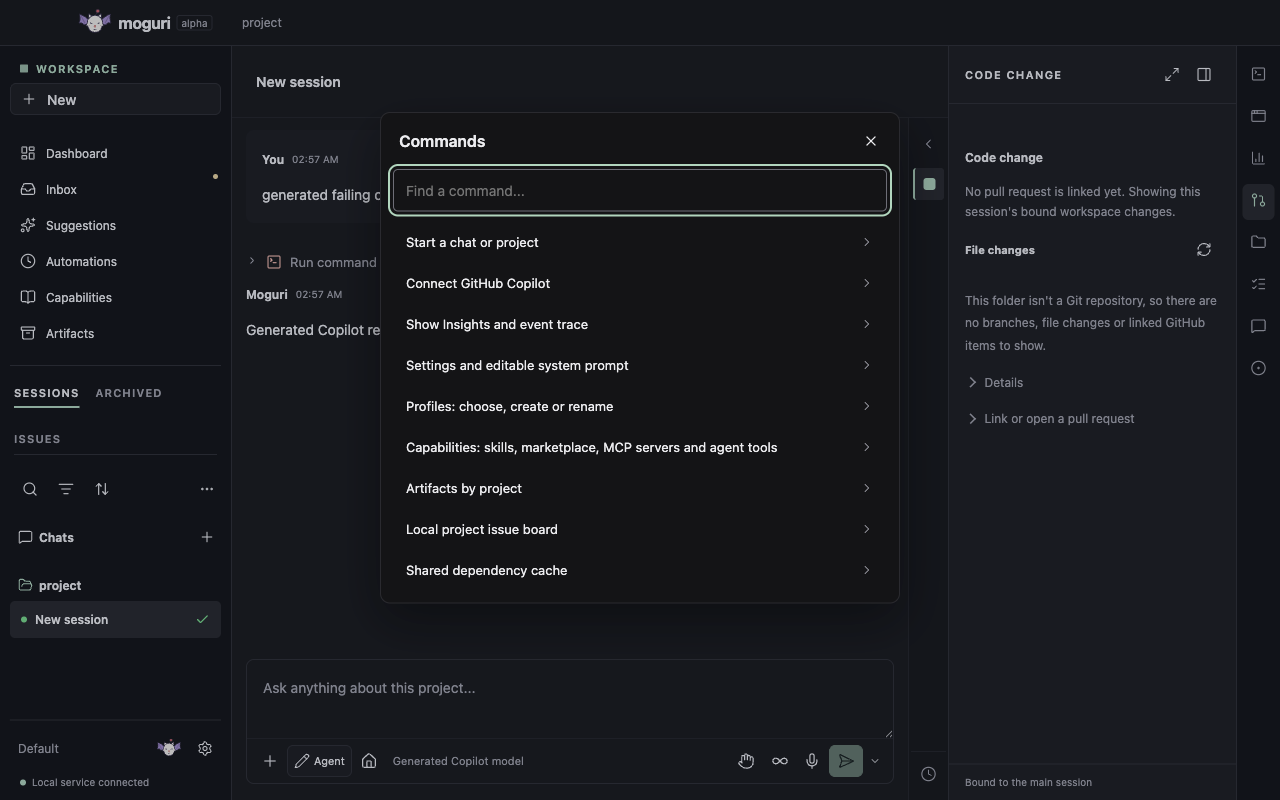 moguri alpha project
WORKSPACE
New
Dashboard
Inbox
Suggestions
Automations
Capabilities
Artifacts
SESSIONS ARCHIVED
ISSUES
Chats
project
New session
Default
Local service connected
New session
You 02:57 AM
generated failing
Run command
Moguri 02:57 AM
Generated Copilot
Commands
Find a command...
Start a chat or project
Connect GitHub Copilot
Show Insights and event trace
Settings and editable system prompt
Profiles: choose, create or rename
Capabilities: skills, marketplace, MCP servers and agent tools
Artifacts by project
Local project issue board
Shared dependency cache
Ask anything about this project...
Agent Generated Copilot model
CODE CHANGE
Code change
No pull request is linked yet. Showing this
session's bound workspace changes.
File changes
This folder isn't a Git repository, so there are
no branches, file changes or linked GitHub
items to show.
Details
Link or open a pull request
Bound to the main session